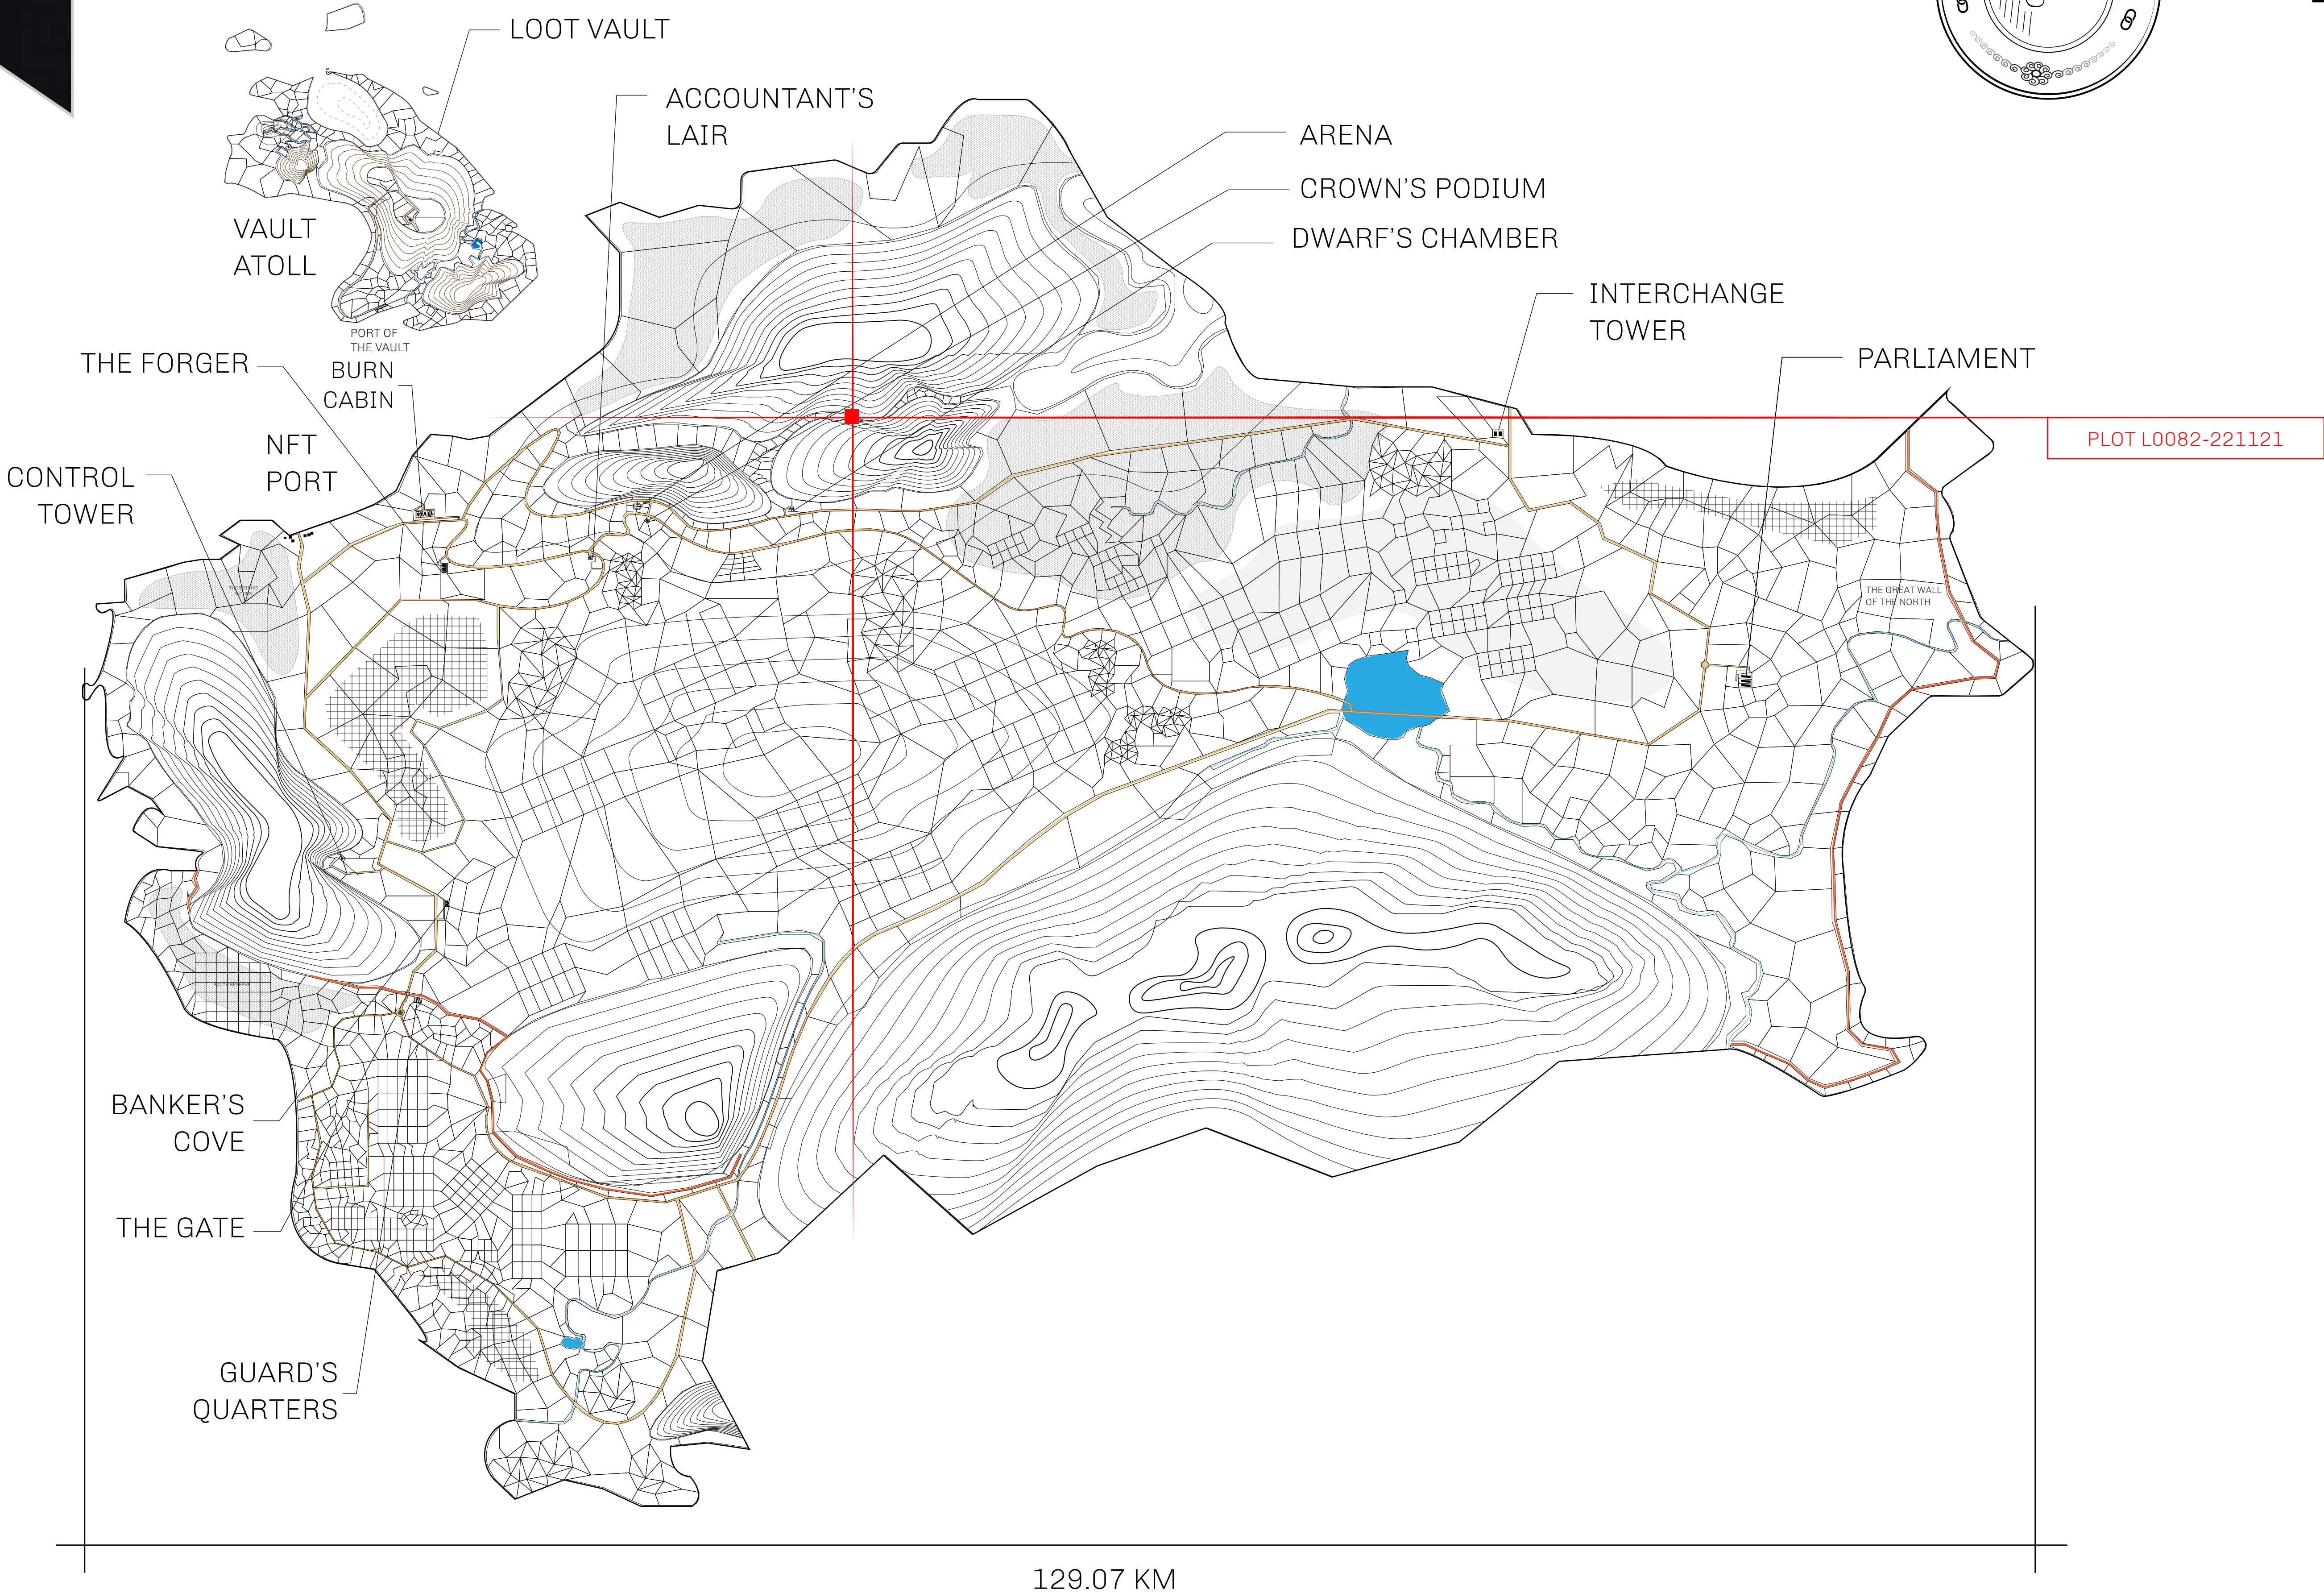 LOOT VAULT
ACCOUNTANT'S
LAIR
ARENA
CROWN'S PODIUM
DWARF'S CHAMBER
VAULT
ATOLL
INTERCHANGE
TOWER
PORT OF
THE VAULT
THE FORGER
BURN
CABIN
PARLIAMENT
PLOT L0082-221121
NFT
PORT
CONTROL
TOWER
THE GREAT WALL
OF THE NORTH
SOUTH RESERVE
BANKER'S
COVE
THE GATE
GUARD'S
QUARTERS
129.07 KM